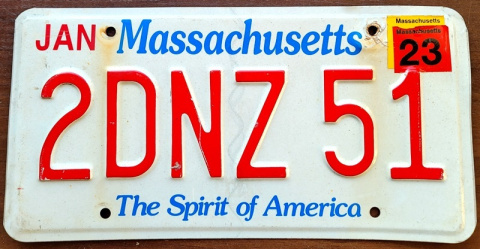 JAN Massachusetts
Massachusetts
Massachusetts
23
2DNZ 51
The Spirit of America